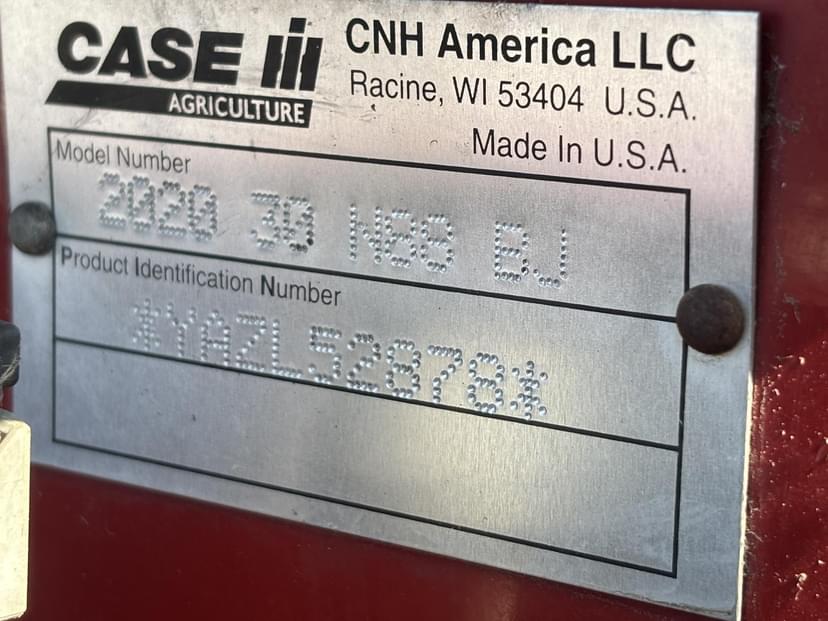 CASE IH
AGRICULTURE
CNH America LLC
Racine, WI 53404 U.S.A.
Made In U.S.A.
Model Number
2020 30 N88 BJ
Product Identification Number
*YAZL52878*